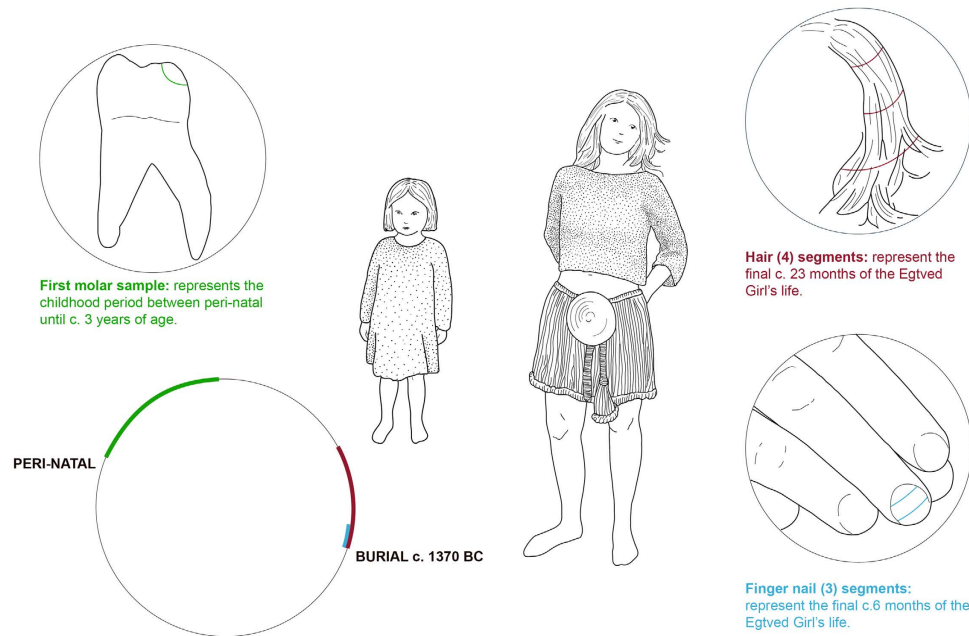 First molar sample: represents the
childhood period between peri-natal
until c. 3 years of age.
Hair (4) segments: represent the
final c. 23 months of the Egtved
Girl's life.
PERI-NATAL
BURIAL c. 1370 BC
Finger nail (3) segments:
represent the final c.6 months of the
Egtved Girl's life.